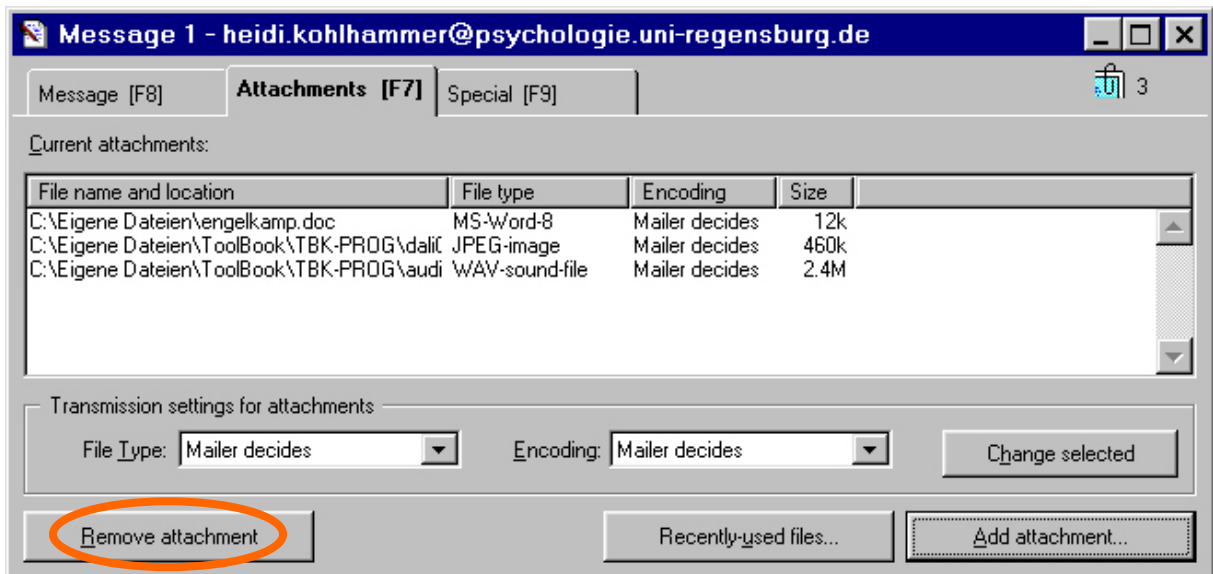 Message 1 - heidi.kohlhammer@psychologie.uni-regensburg.de
Message [F8] Attachments [F7] Special [F9] 3
Current attachments:
File name and location File type Encoding Size
C:\Eigene Dateien\engelkamp.doc MS-Word-8 Mailer decides 12k
C:\Eigene Dateien\ToolBook\TBK-PROG\dali JPEG-image Mailer decides 460k
C:\Eigene Dateien\ToolBook\TBK-PROG\audi WAV-sound-file Mailer decides 2.4M
Transmission settings for attachments
File Type: Mailer decides Encoding: Mailer decides Change selected
Remove attachment Recently-used files... Add attachment...